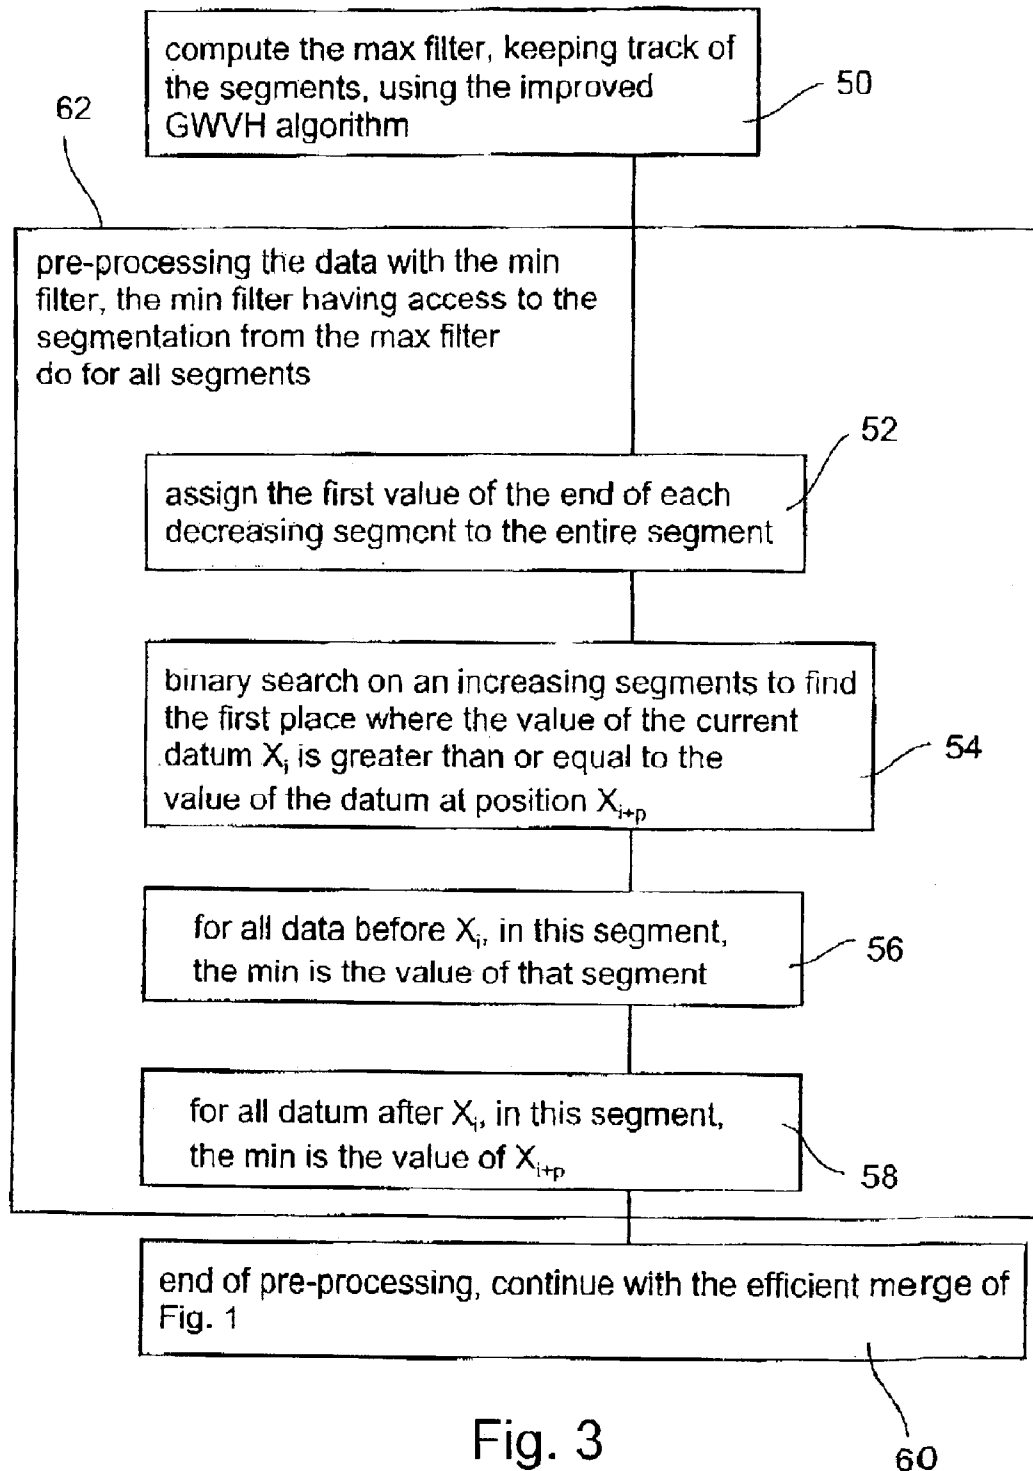 compute the max filter, keeping track of
the segments, using the improved
GWVH algorithm
50
62
pre-processing the data with the min
filter, the min filter having access to the
segmentation from the max filter
do for all segments
52
assign the first value of the end of each
decreasing segment to the entire segment
binary search on an increasing segments to find
the first place where the value of the current
datum Xi is greater than or equal to the
value of the datum at position Xi+p
54
for all data before Xi, in this segment,
the min is the value of that segment
56
for all datum after Xi, in this segment,
the min is the value of Xi+p
58
end of pre-processing, continue with the efficient merge of
Fig. 1
Fig. 3
60